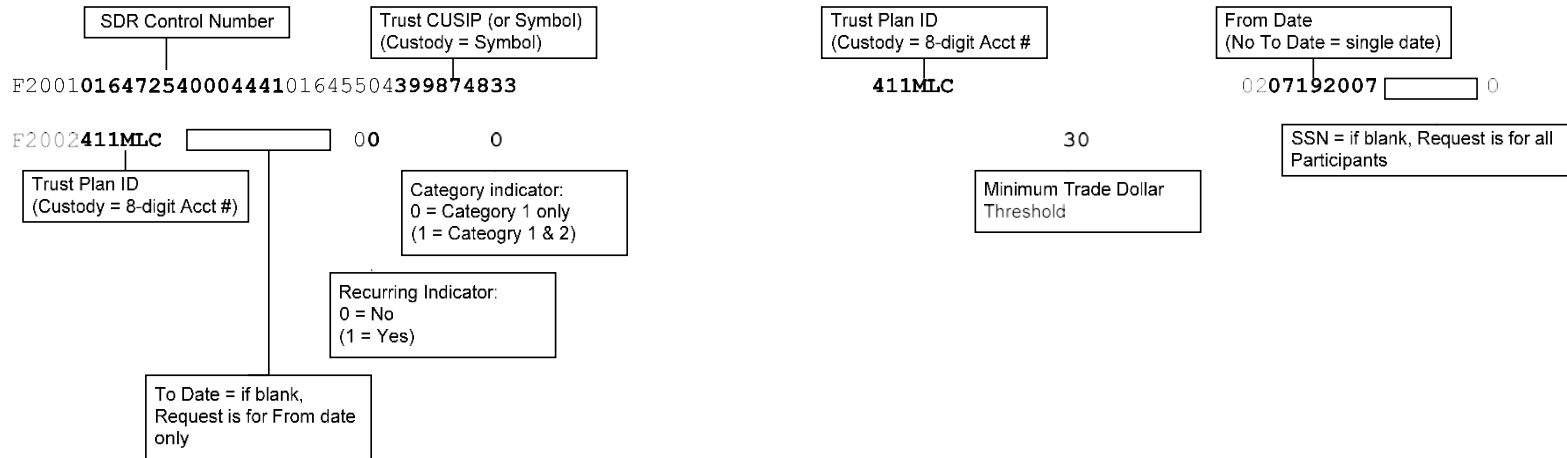 SDR Control Number
Trust CUSIP (or Symbol)
(Custody = Symbol)
Trust Plan ID
(Custody = 8-digit Acct #
From Date
(No To Date = single date)
F200101647254000444101645504399874833 411MLC 0207192007 0
F2002411MLC 00 0 30
SSN = if blank, Request is for all
Participants
Trust Plan ID
(Custody = 8-digit Acct #)
Category indicator:
0 = Category 1 only
(1 = Cateogry 1 & 2)
Minimum Trade Dollar
Threshold
Recurring Indicator:
0 = No
(1 = Yes)
To Date = if blank,
Request is for From date
only